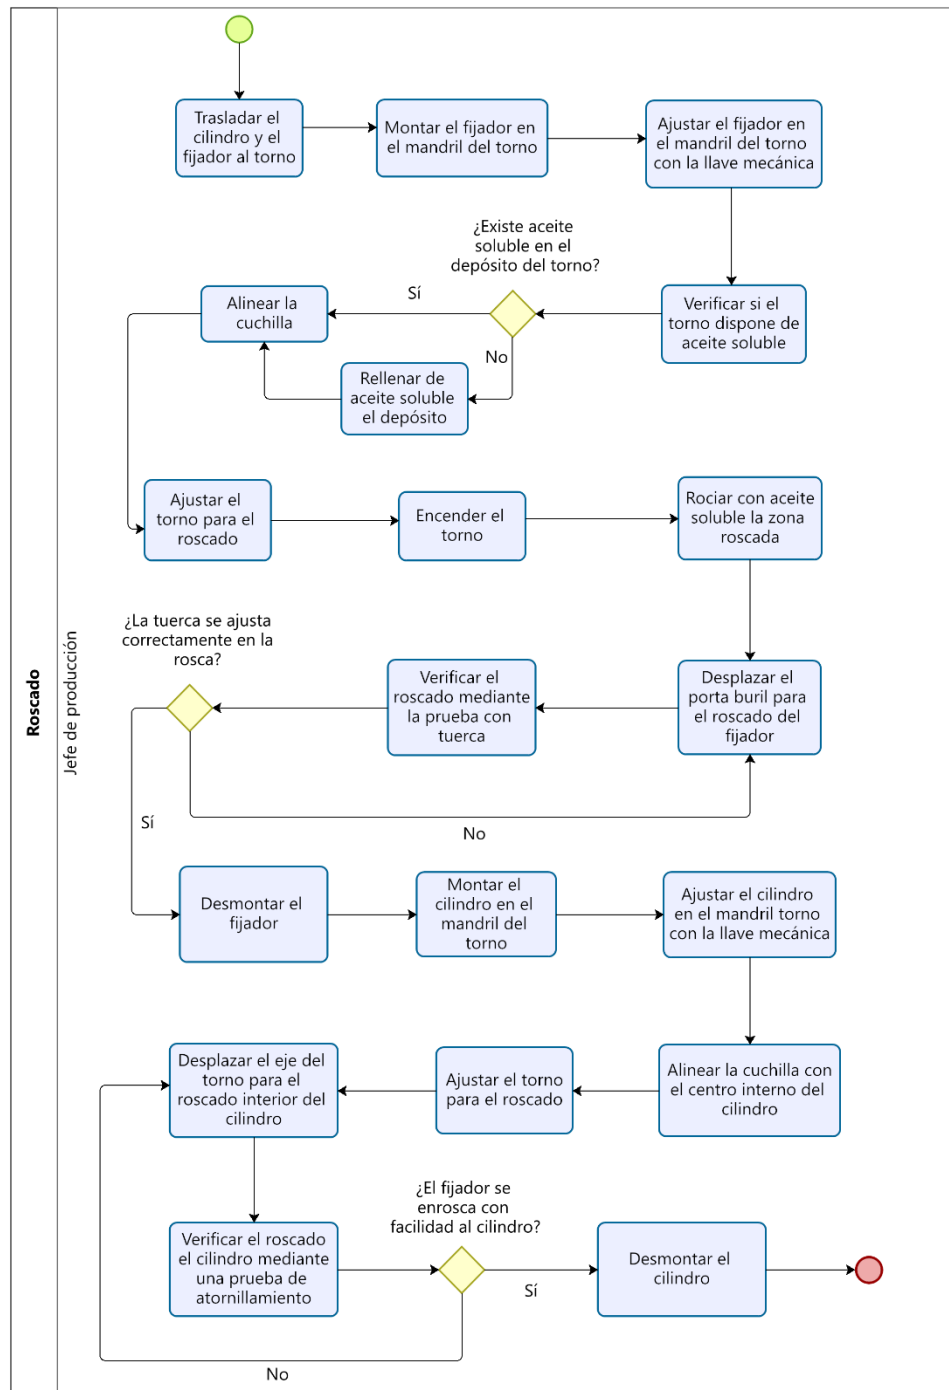 Roscado
Jefe de producción
Trasladar el
cilindro y el
fijador al torno
Montar el fijador en
el mandril del torno
Ajustar el fijador en
el mandril del torno
con la llave mecánica
¿Existe aceite
soluble en el
depósito del torno?
Verificar si el
torno dispone de
aceite soluble
Sí
Alinear la
cuchilla
No
Rellenar de
aceite soluble
el depósito
Ajustar el
torno para el
roscado
Encender el
torno
Rociar con aceite
soluble la zona
roscada
¿La tuerca se ajusta
correctamente en la
rosca?
Verificar el
roscado mediante
la prueba con
tuerca
Desplazar el
porta buril para
el roscado del
fijador
Sí
No
Desmontar el
fijador
Montar el
cilindro en el
mandril del
torno
Ajustar el cilindro
en el mandril torno
con la llave mecánica
Desplazar el eje del
torno para el
roscado interior del
cilindro
Ajustar el torno
para el roscado
Alinear la cuchilla con
el centro interno del
cilindro
¿El fijador se
enrosca con
facilidad al cilindro?
Verificar el roscado
el cilindro mediante
una prueba de
atornillamiento
Sí
Desmontar el
cilindro
No